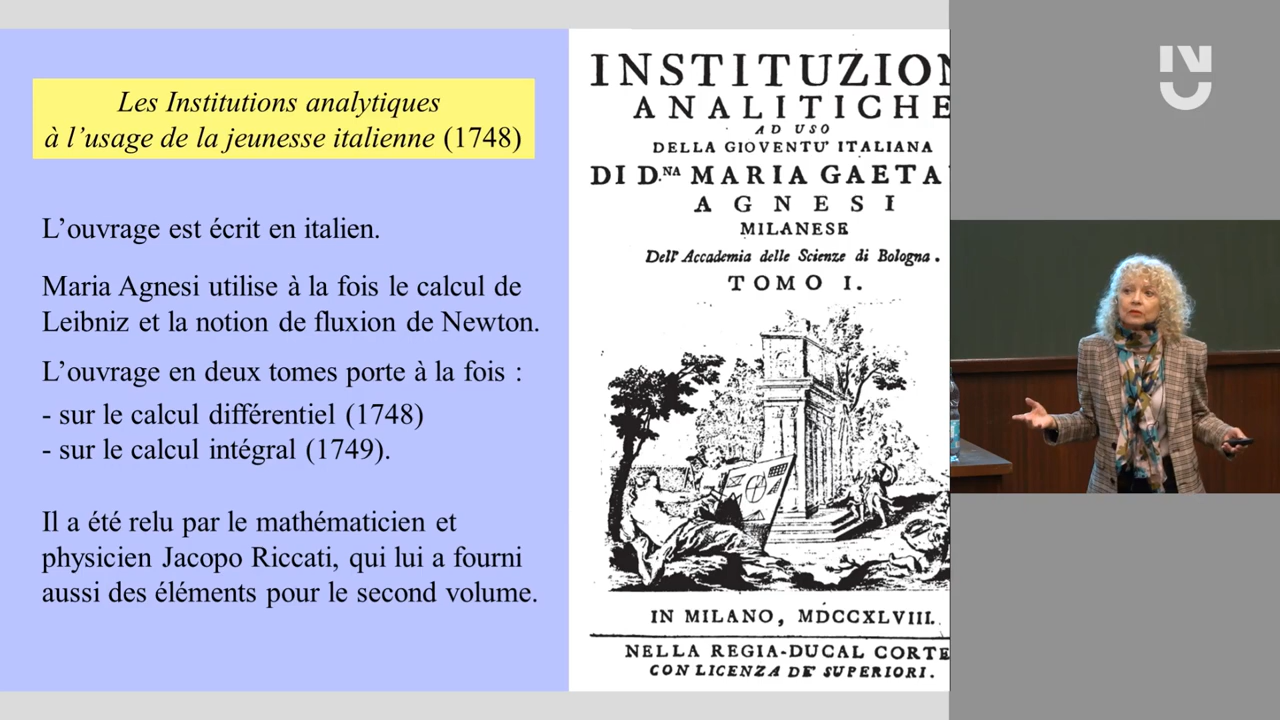 Les Institutions analytiques
à l’usage de la jeunesse italienne (1748)
L’ouvrage est écrit en italien.
Maria Agnesi utilise à la fois le calcul de
Leibniz et la notion de fluxion de Newton.
L’ouvrage en deux tomes porte à la fois :
- sur le calcul différentiel (1748)
- sur le calcul intégral (1749).
Il a été relu par le mathématicien et
physicien Jacopo Riccati, qui lui a fourni
aussi des éléments pour le second volume.
INSTITUZION
ANALITICHE
AD USO
DELLA GIOVENTU' ITALIANA
DI D.NA MARIA GAETA
AGNESI
MILANESE
Dell' Accademia delle Scienze di Bologna.
TOMO I.
IN MILANO, MDCCXLVIII.
NELLA REGIA-DUCAL CORTE
CON LICENZA DE' SUPERIORI.